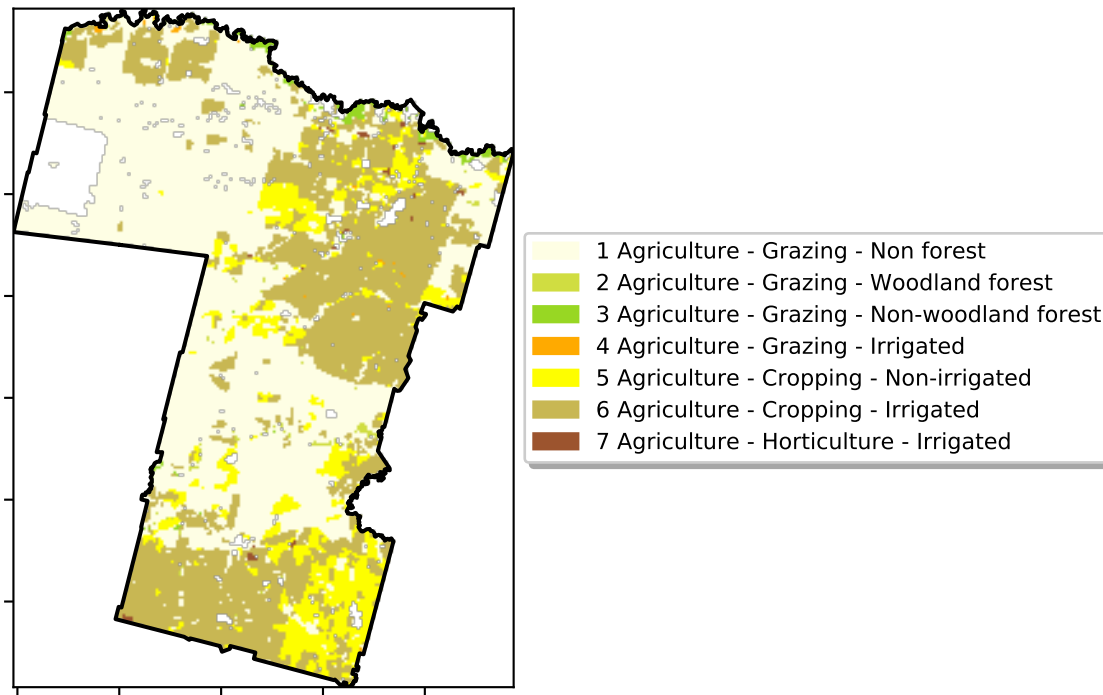 1 Agriculture - Grazing - Non forest
2 Agriculture - Grazing - Woodland forest
3 Agriculture - Grazing - Non-woodland forest
4 Agriculture - Grazing - Irrigated
5 Agriculture - Cropping - Non-irrigated
6 Agriculture - Cropping - Irrigated
7 Agriculture - Horticulture - Irrigated